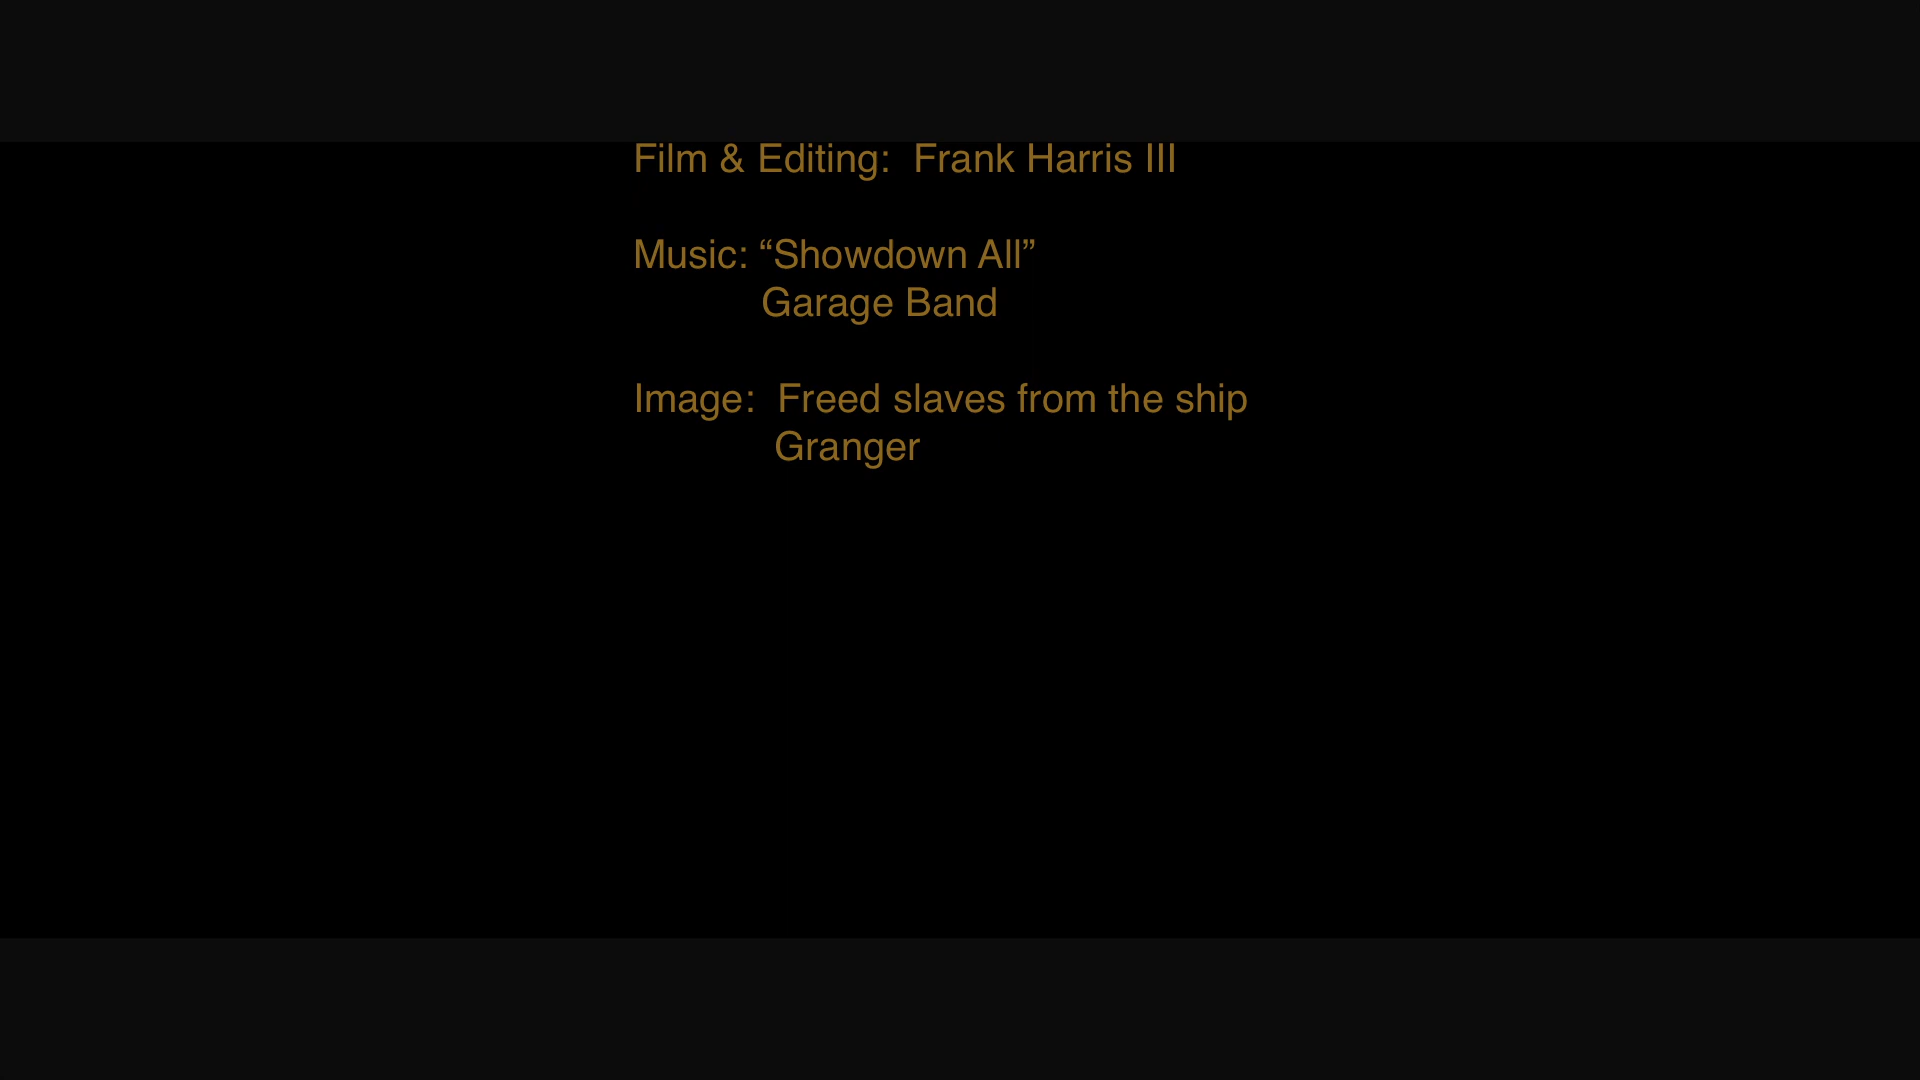 Film & Editing:  Frank Harris III
Music: “Showdown All”
Garage Band
Image:  Freed slaves from the ship
Granger